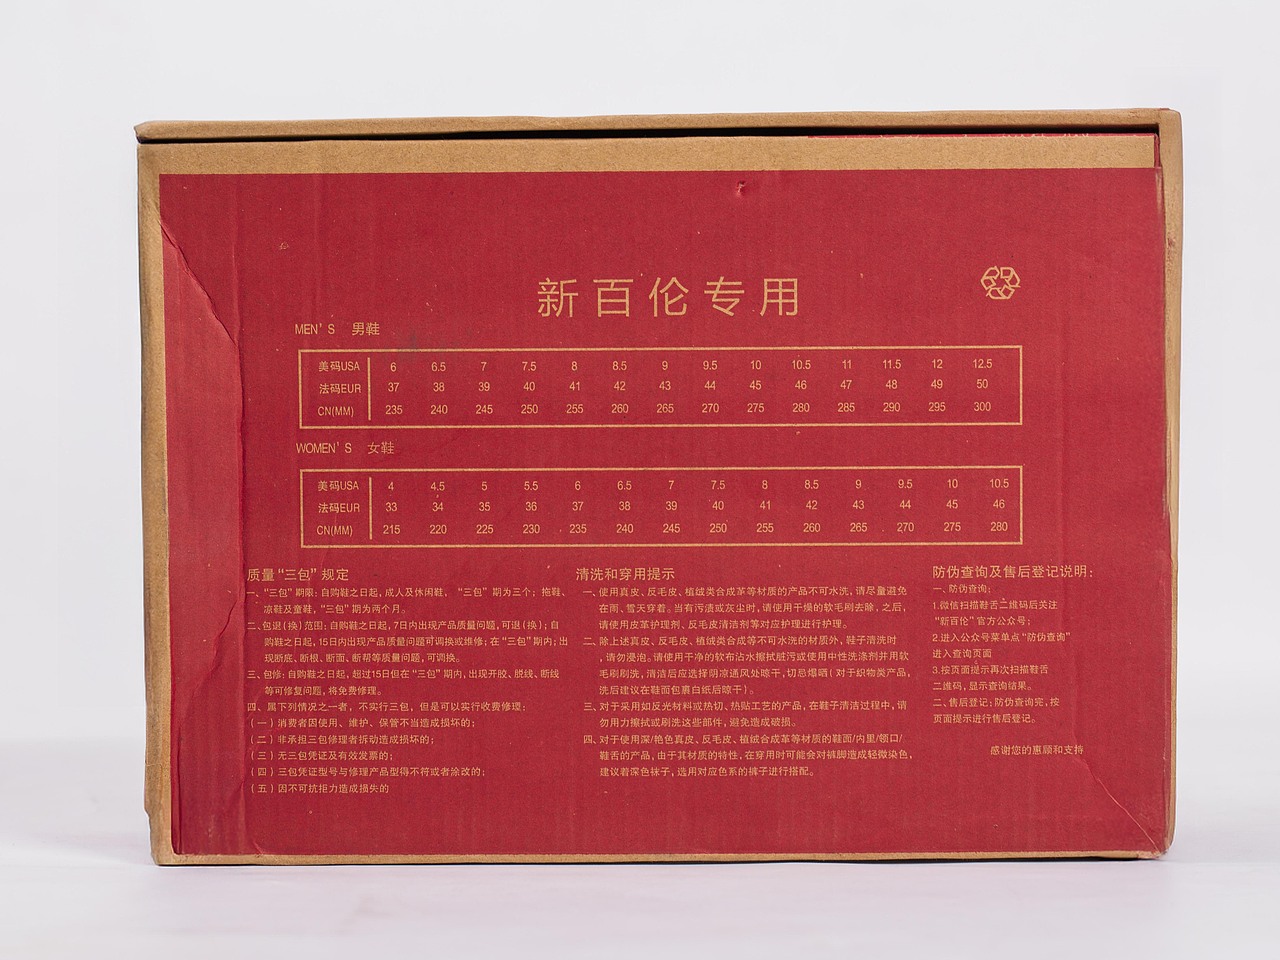 新百伦专用
MEN'S 男鞋
美码USA 6 6.5 7 7.5 8 8.5 9 9.5 10 10.5 11 11.5 12 12.5
法码EUR 37 38 39 40 41 42 43 44 45 46 47 48 49 50
CN(MM) 235 240 245 250 255 260 265 270 275 280 285 290 295 300
WOMEN'S 女鞋
美码USA 4 4.5 5 5.5 6 6.5 7 7.5 8 8.5 9 9.5 10 10.5
法码EUR 33 34 35 36 37 38 39 40 41 42 43 44 45 46
CN(MM) 215 220 225 230 235 240 245 250 255 260 265 270 275 280
质量“三包”规定
一、“三包”期限：自购鞋之日起，成人及休闲鞋，“三包”期为三个；拖鞋、
凉鞋及童鞋，“三包”期为两个月。
二、包退（换）范围：自购鞋之日起，7日内出现产品质量问题，可退（换）；自
购鞋之日起，15日内出现产品质量问题可调换或维修；在“三包”期内；出
现断底、断根、断面、断帮等质量问题，可调换。
三、包修：自购鞋之日起，超过15日但在“三包”期内，出现开胶、脱线、断线
等可修复问题，将免费修理。
四、属下列情况之一者，不实行三包，但是可以实行收费修理：
（一）消费者因使用、维护、保管不当造成损坏的；
（二）非承担三包修理者拆动造成损坏的；
（三）无三包凭证及有效发票的；
（四）三包凭证型号与修理产品型得不符或者涂改的；
（五）因不可抗拒力造成损失的
清洗和穿用提示
一、使用真皮、反毛皮、植绒类合成革等材质的产品不可水洗，请尽量避免
在雨、雪天穿着。当有污渍或灰尘时，请使用干燥的软毛刷去除，之后，
请使用皮革护理剂、反毛皮清洁剂等对应护理进行护理。
二、除上述真皮、反毛皮、植绒类合成等不可水洗的材质外，鞋子清洗时
，请勿浸泡。请使用干净的软布沾水擦拭脏污或使用中性洗涤剂并用软
毛刷刷洗，清洁后应选择阴凉通风处晾干，切忌爆晒（对于织物类产品，
洗后建议在鞋面包裹白纸后晾干）。
三、对于采用如反光材料或热切、热贴工艺的产品，在鞋子清洁过程中，请
勿用力擦拭或刷洗这些部件，避免造成破损。
四、对于使用深/艳色真皮、反毛皮、植绒合成革等材质的鞋面/内里/领口/
鞋舌的产品，由于其材质的特性，在穿用时可能会对裤脚造成轻微染色，
建议着深色袜子，选用对应色系的裤子进行搭配。
防伪查询及售后登记说明：
一、防伪查询：
1.微信扫描鞋舌二维码后关注
“新百伦”官方公众号；
2.进入公众号菜单点“防伪查询”
进入查询页面
3.按页面提示再次扫描鞋舌
二维码，显示查询结果。
二、售后登记：防伪查询完，按
页面提示进行售后登记。
感谢您的惠顾和支持